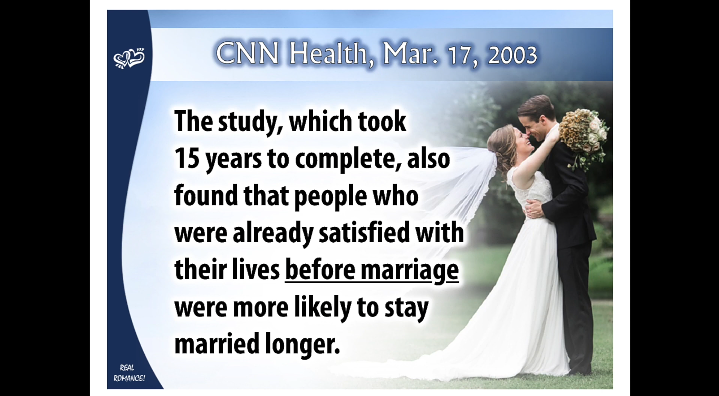 CNN Health, Mar. 17, 2003
The study, which took
15 years to complete, also
found that people who
were already satisfied with
their lives before marriage
were more likely to stay
married longer.
REAL
ROMANCE!